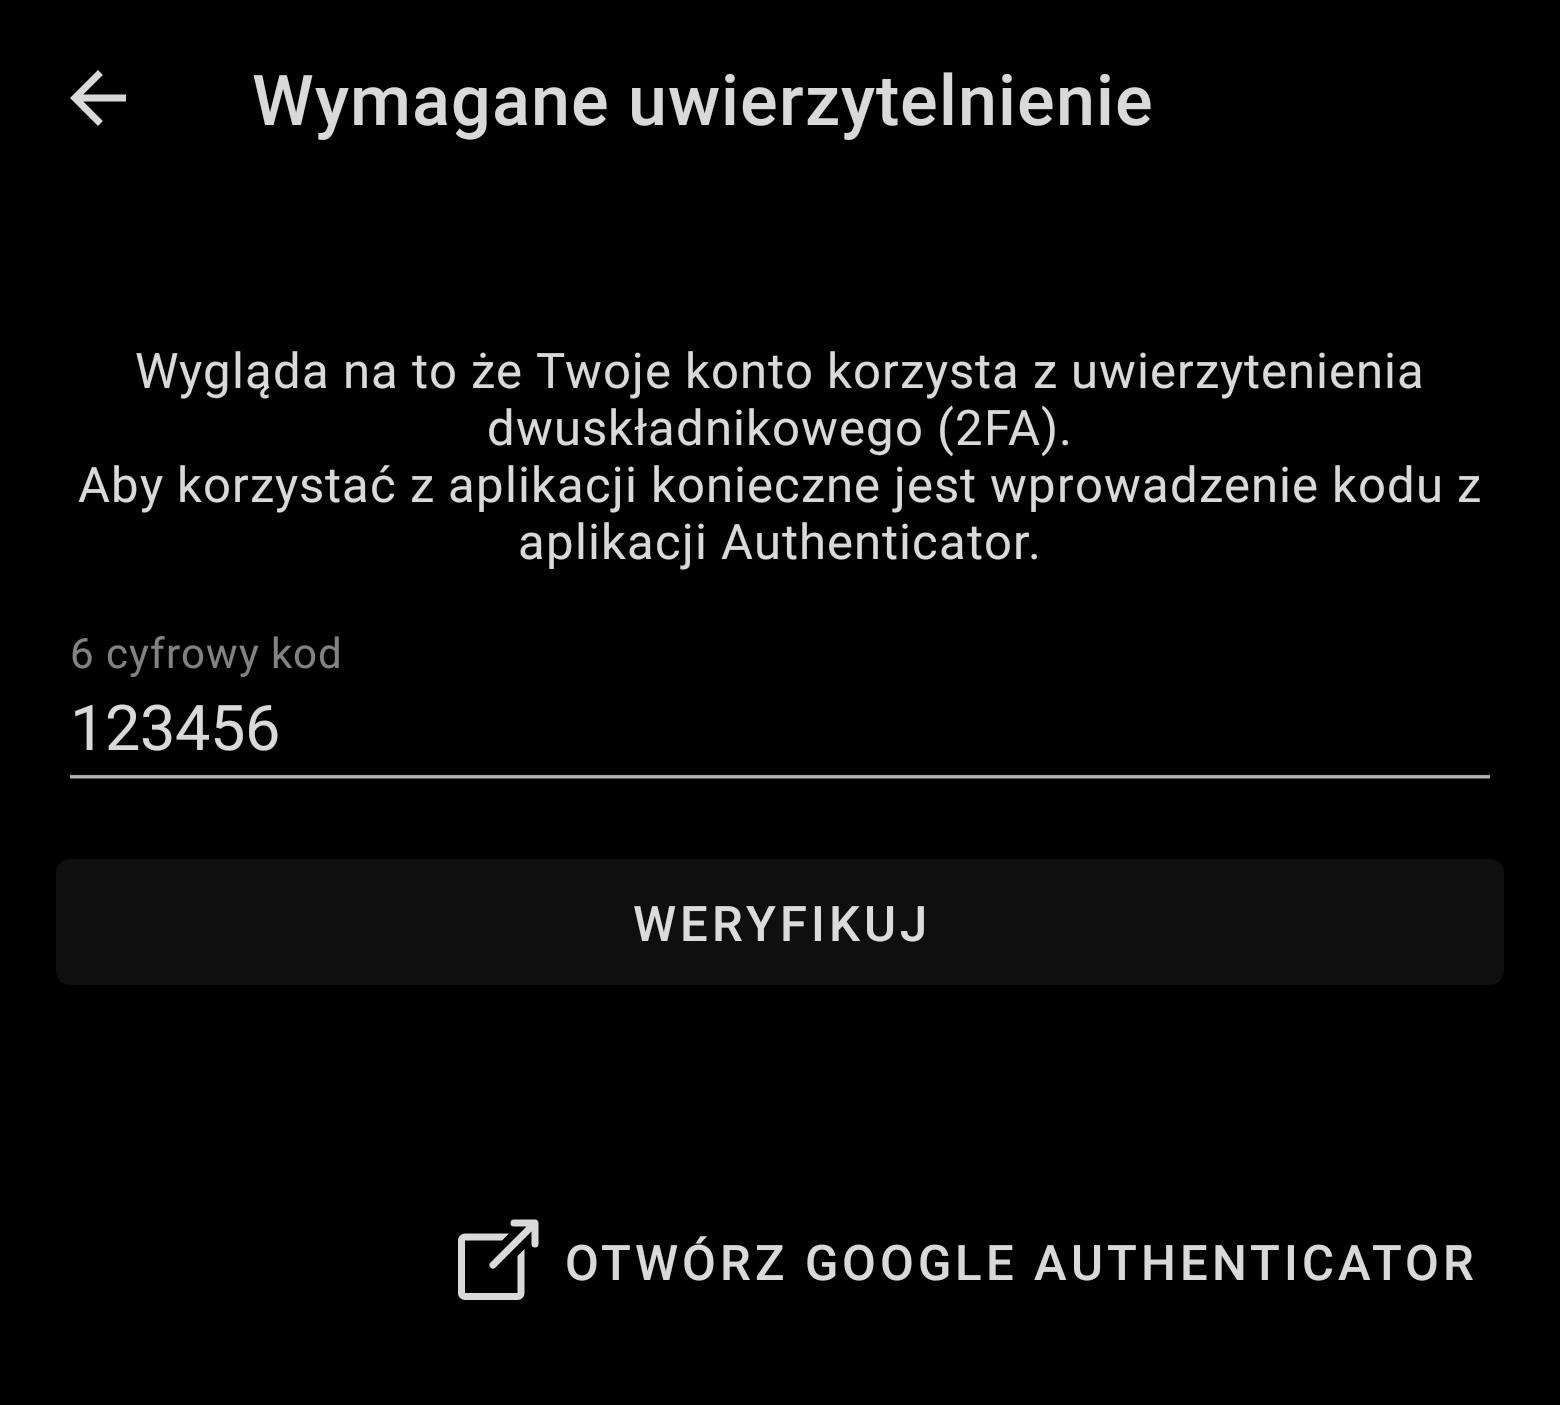 Wymagane uwierzytelnienie
Wygląda na to że Twoje konto korzysta z uwierzytenienia
dwuskładnikowego (2FA).
Aby korzystać z aplikacji konieczne jest wprowadzenie kodu z
aplikacji Authenticator.
6 cyfrowy kod
123456
WERYFIKUJ
OTWÓRZ GOOGLE AUTHENTICATOR